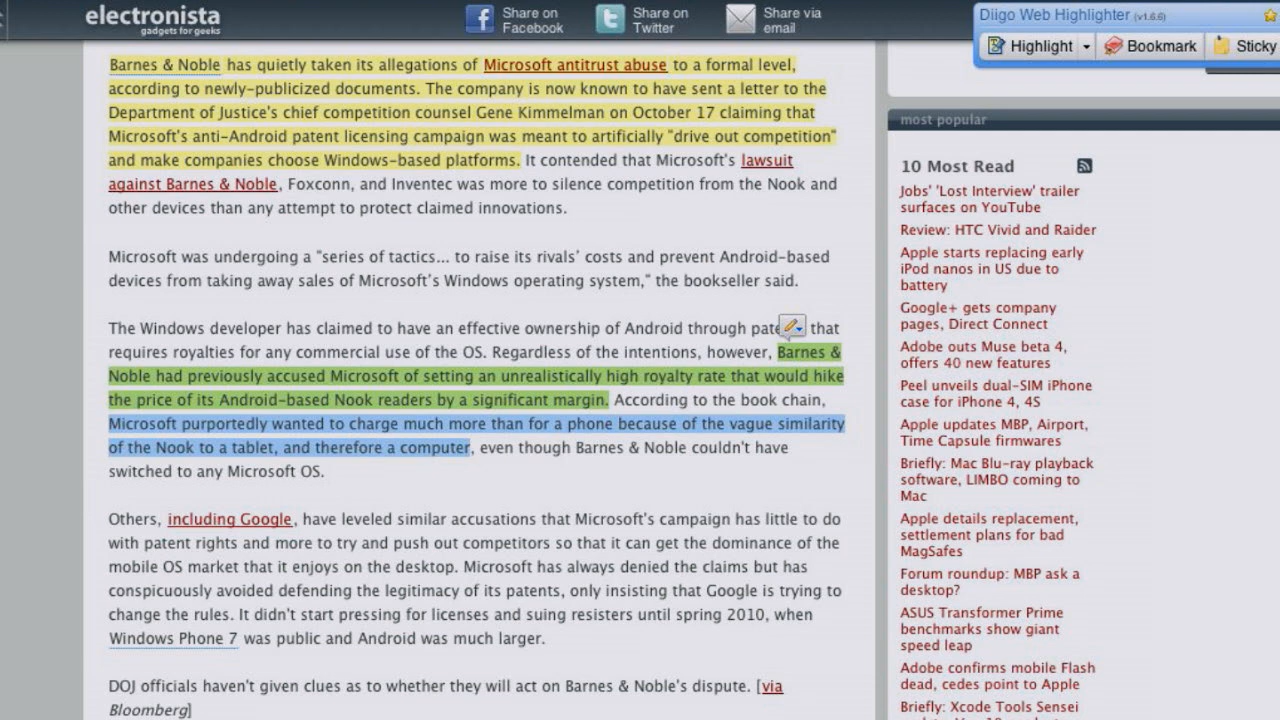 electronista
gadgets for geeks
Share on
Facebook
Share on
Twitter
Share via
email
Diigo Web Highlighter (v1.6.6)
Highlight
Bookmark
Sticky
Barnes & Noble has quietly taken its allegations of Microsoft antitrust abuse to a formal level,
according to newly-publicized documents. The company is now known to have sent a letter to the
Department of Justice's chief competition counsel Gene Kimmelman on October 17 claiming that
Microsoft's anti-Android patent licensing campaign was meant to artificially "drive out competition"
and make companies choose Windows-based platforms. It contended that Microsoft's lawsuit
against Barnes & Noble, Foxconn, and Inventec was more to silence competition from the Nook and
other devices than any attempt to protect claimed innovations.
Microsoft was undergoing a "series of tactics... to raise its rivals' costs and prevent Android-based
devices from taking away sales of Microsoft's Windows operating system," the bookseller said.
The Windows developer has claimed to have an effective ownership of Android through pate that
requires royalties for any commercial use of the OS. Regardless of the intentions, however, Barnes &
Noble had previously accused Microsoft of setting an unrealistically high royalty rate that would hike
the price of its Android-based Nook readers by a significant margin. According to the book chain,
Microsoft purportedly wanted to charge much more than for a phone because of the vague similarity
of the Nook to a tablet, and therefore a computer, even though Barnes & Noble couldn't have
switched to any Microsoft OS.
Others, including Google, have leveled similar accusations that Microsoft's campaign has little to do
with patent rights and more to try and push out competitors so that it can get the dominance of the
mobile OS market that it enjoys on the desktop. Microsoft has always denied the claims but has
conspicuously avoided defending the legitimacy of its patents, only insisting that Google is trying to
change the rules. It didn't start pressing for licenses and suing resisters until spring 2010, when
Windows Phone 7 was public and Android was much larger.
DOJ officials haven't given clues as to whether they will act on Barnes & Noble's dispute. [via
Bloomberg]
most popular
10 Most Read
Jobs' 'Lost Interview' trailer
surfaces on YouTube
Review: HTC Vivid and Raider
Apple starts replacing early
iPod nanos in US due to
battery
Google+ gets company
pages, Direct Connect
Adobe outs Muse beta 4,
offers 40 new features
Peel unveils dual-SIM iPhone
case for iPhone 4, 4S
Apple updates MBP, Airport,
Time Capsule firmwares
Briefly: Mac Blu-ray playback
software, LIMBO coming to
Mac
Apple details replacement,
settlement plans for bad
MagSafes
Forum roundup: MBP ask a
desktop?
ASUS Transformer Prime
benchmarks show giant
speed leap
Adobe confirms mobile Flash
dead, cedes point to Apple
Briefly: Xcode Tools Sensei